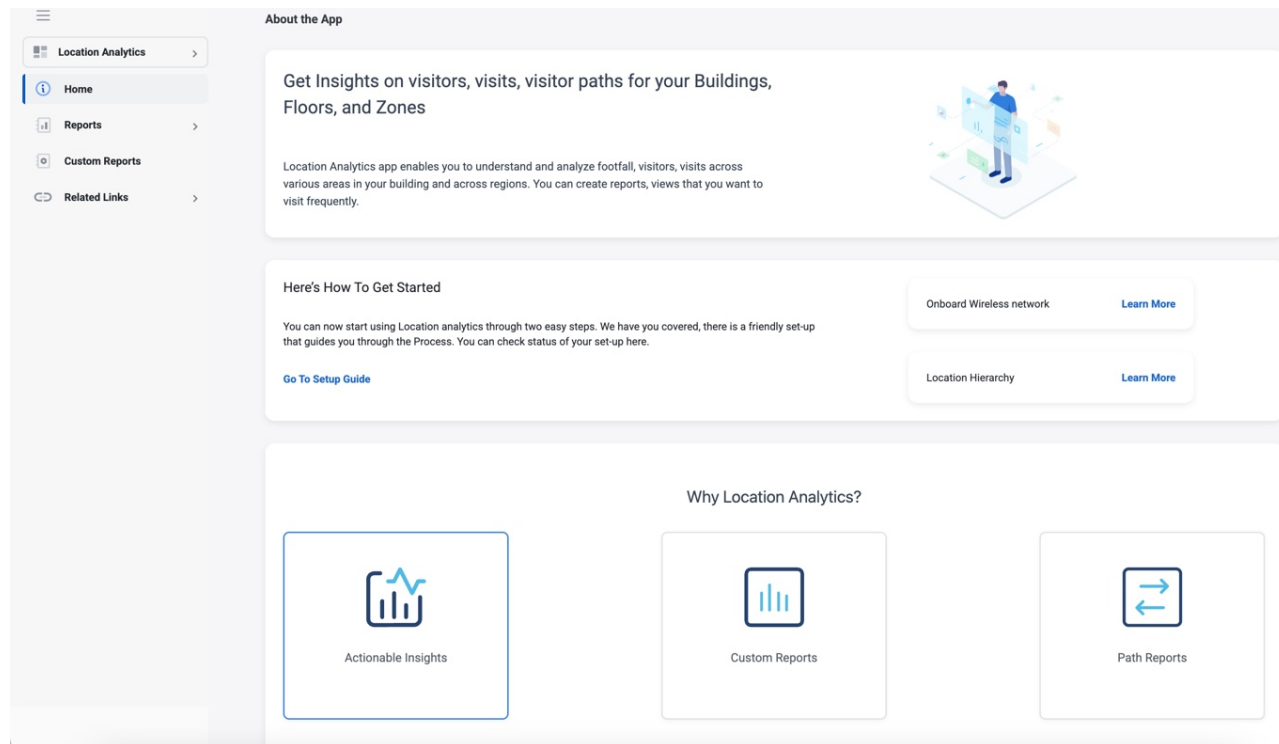 About the App
Location Analytics
Home
Reports
Custom Reports
Related Links
Get Insights on visitors, visits, visitor paths for your Buildings,
Floors, and Zones
Location Analytics app enables you to understand and analyze footfall, visitors, visits across
various areas in your building and across regions. You can create reports, views that you want to
visit frequently.
Here's How To Get Started
You can now start using Location analytics through two easy steps. We have you covered, there is a friendly set-up
that guides you through the Process. You can check status of your set-up here.
Go To Setup Guide
Onboard Wireless network Learn More
Location Hierarchy Learn More
Why Location Analytics?
Actionable Insights
Custom Reports
Path Reports